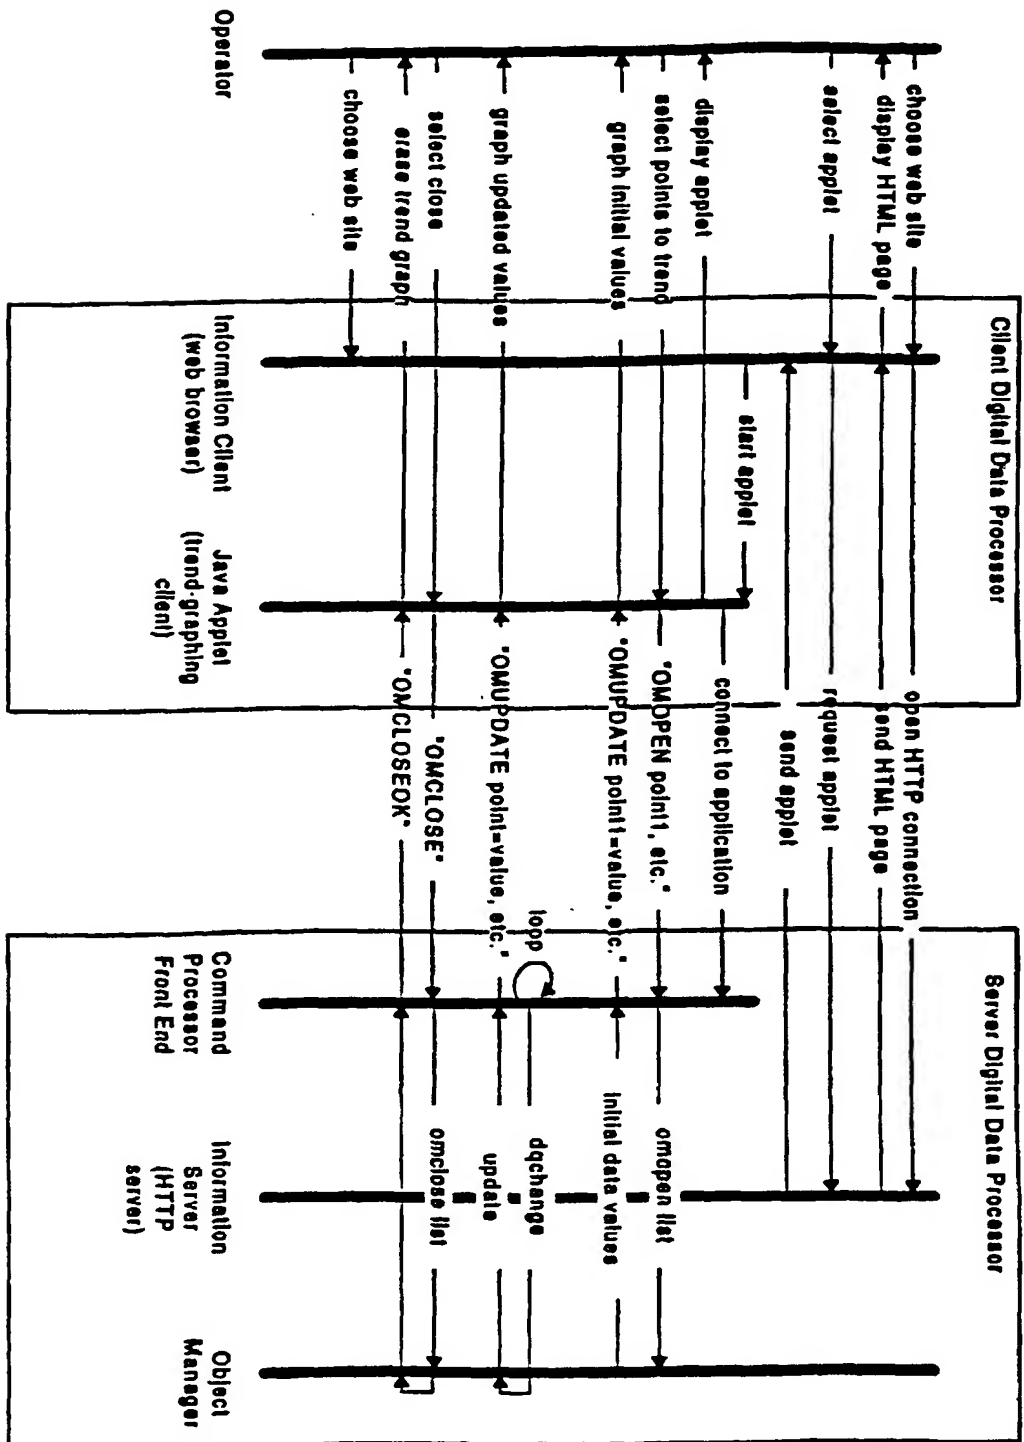 Client Digital Data Processor
Server Digital Data Processor
choose web site
open HTTP connection
display HTML page
send HTML page
select applet
request applet
send applet
start applet
connect to application
display applet
select points to trend
"OMOPEN point1, etc."
omopen list
graph initial values
"OMUPDATE point1=value, etc."
initial data values
loop
dqchange
graph updated values
"OMUPDATE point=value, etc."
update
select close
"OMCLOSE"
omclose list
erase trend graph
"OMCLOSEOK"
choose web site
Operator
Information Client
(web browser)
Java Applet
(trend-graphing
client)
Command
Processor
Front End
Information
Server
(HTTP
server)
Object
Manager